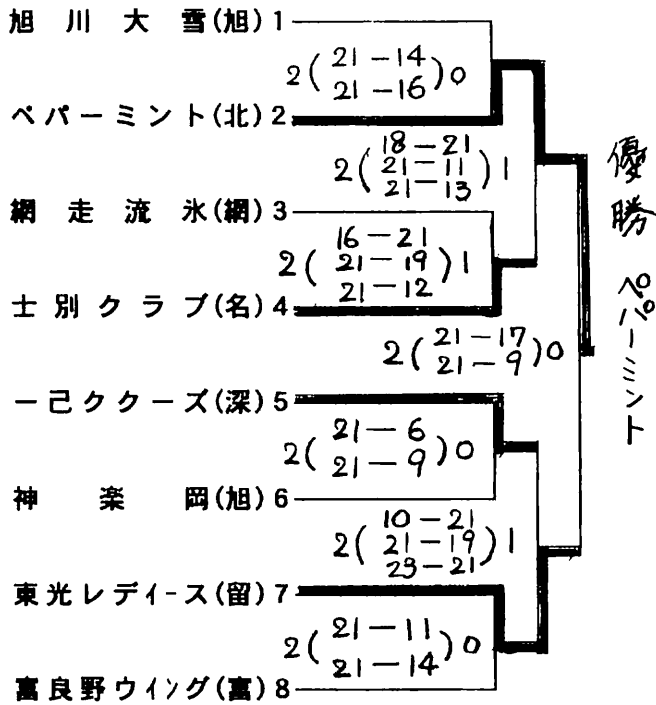 旭川大雪(旭)1
2(21-14 21-16)0
ペパーミント(北)2
2(18-21 21-11 21-13)1
網走流氷(網)3
2(16-21 21-19 21-12)1
士別クラブ(名)4
2(21-17 21-9)0
一己ククーズ(深)5
2(21-6 21-9)0
神楽岡(旭)6
2(10-21 21-19 23-21)1
東光レディース(留)7
2(21-11 21-14)0
富良野ウイング(富)8
優勝 ペパーミント